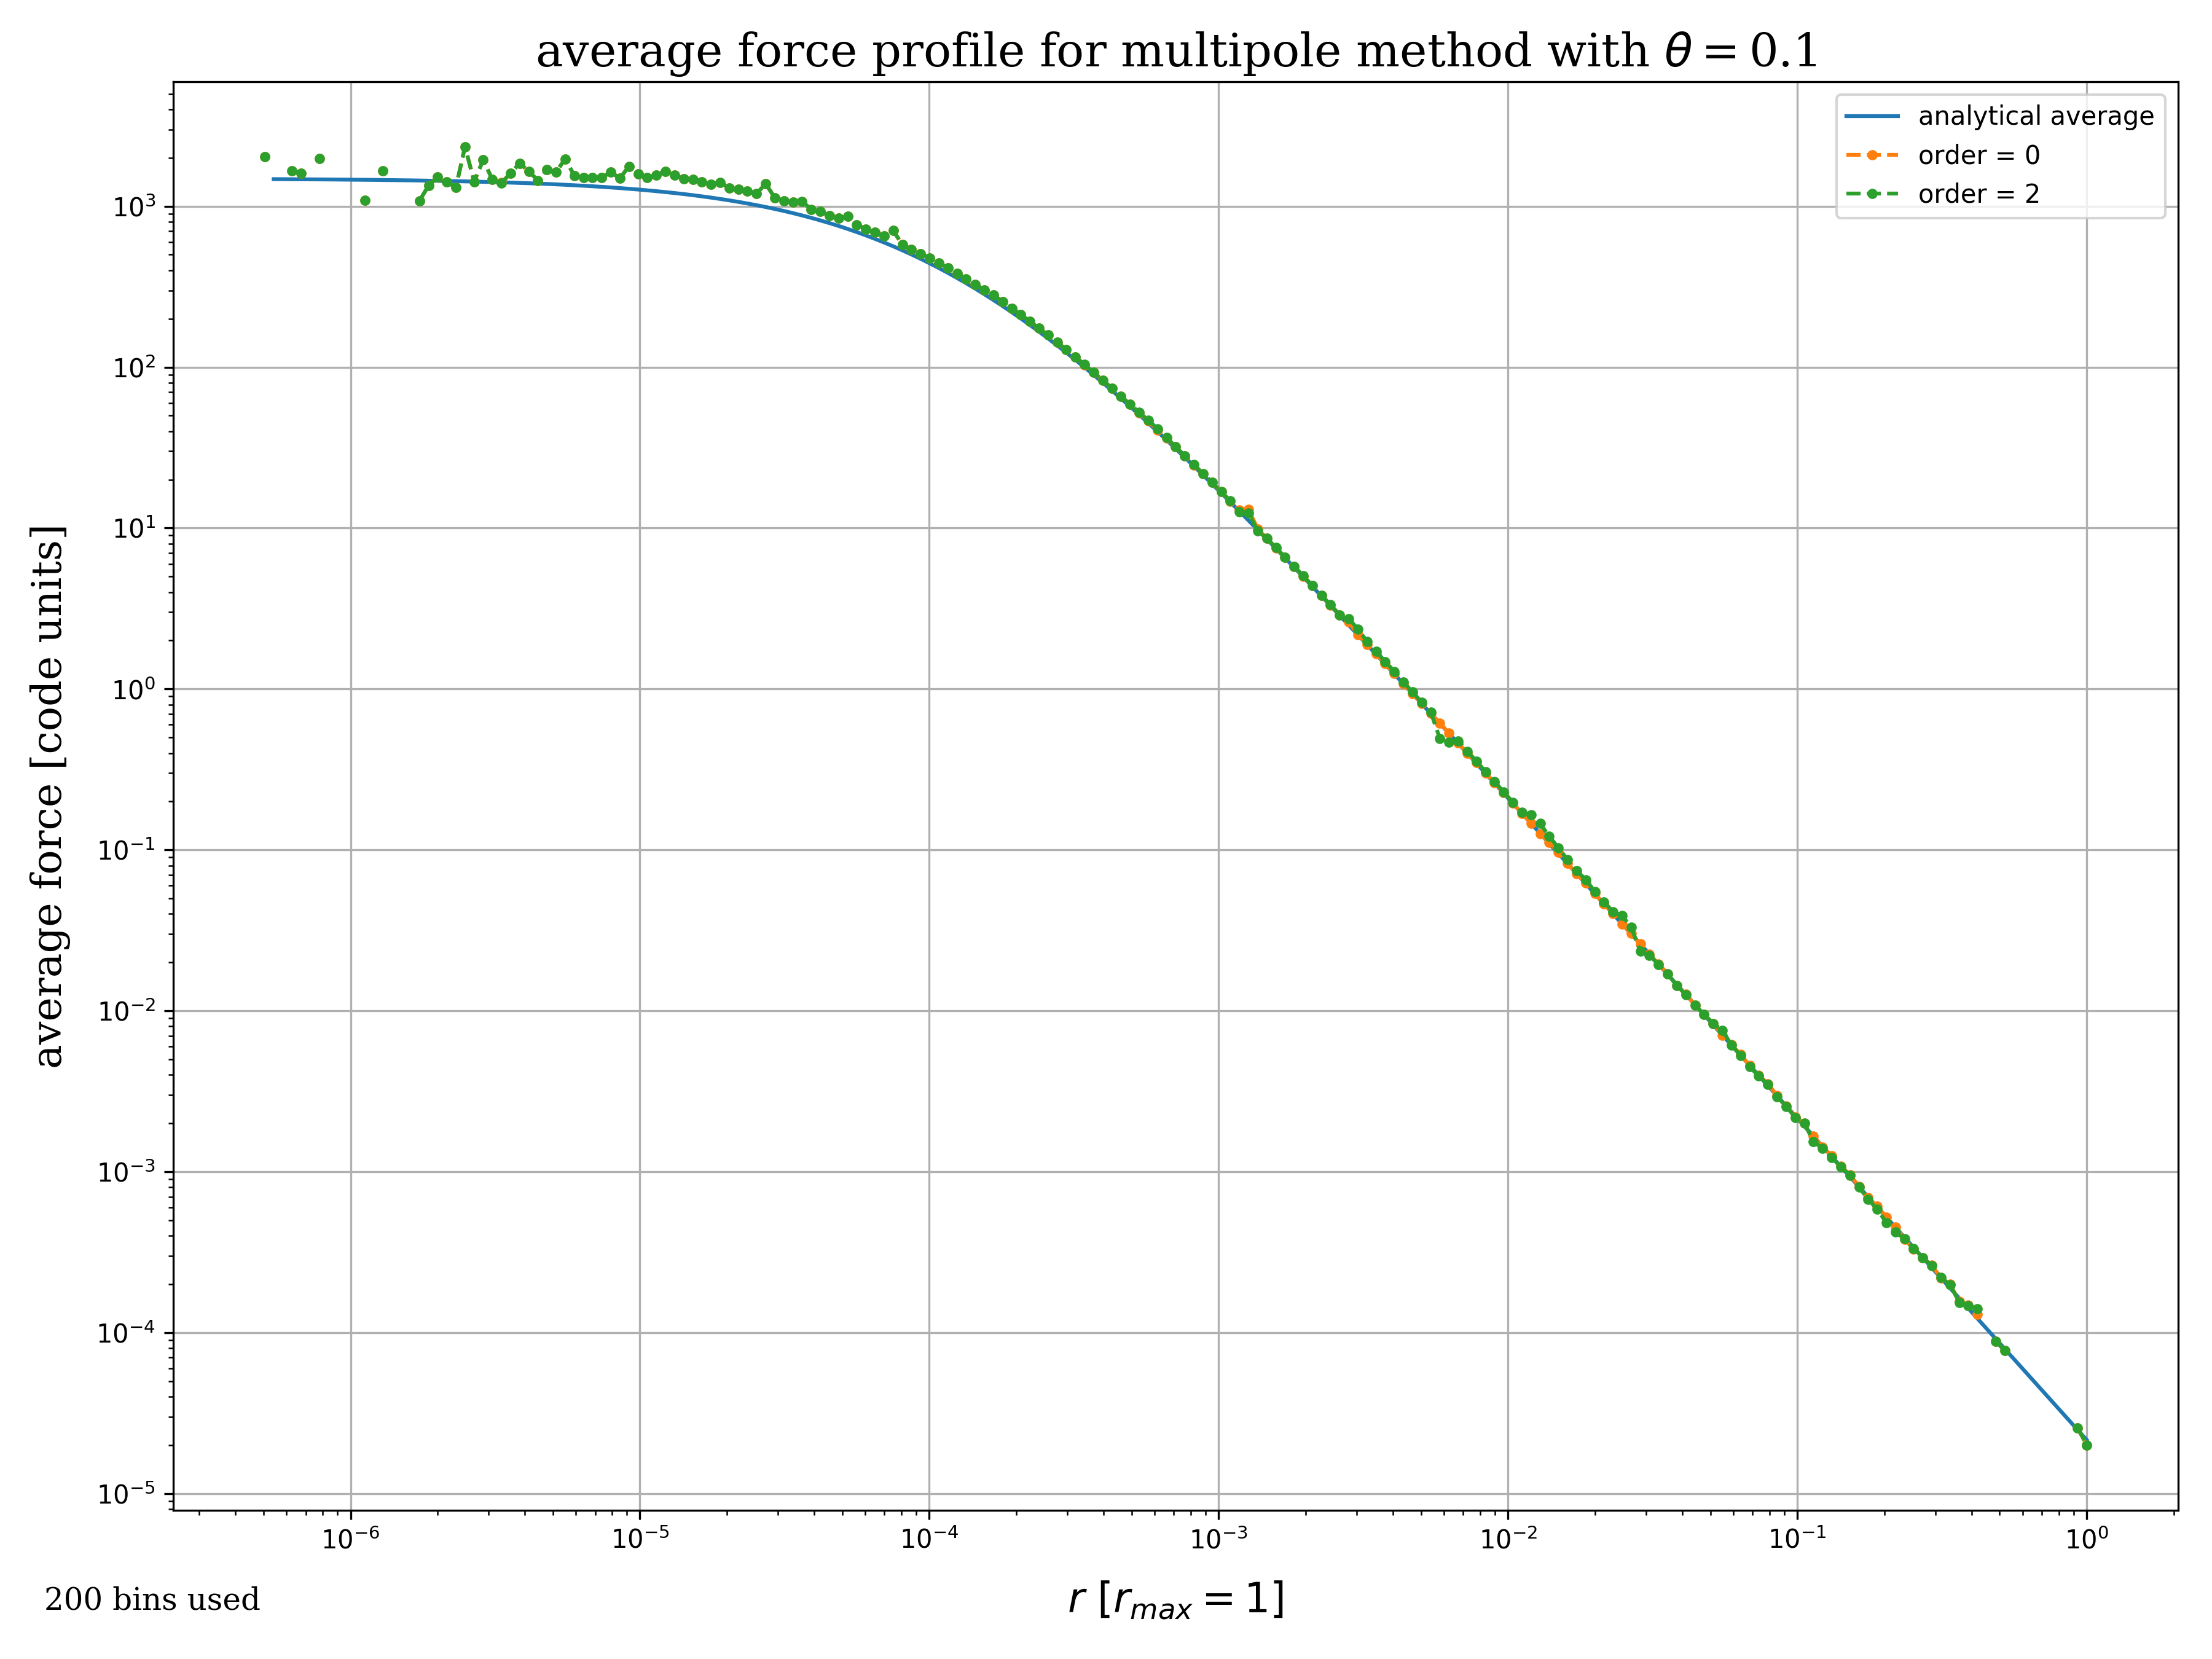 average force profile for multipole method with θ = 0.1
analytical average
order = 0
order = 2
average force [code units]
10³
10²
10¹
10⁰
10⁻¹
10⁻²
10⁻³
10⁻⁴
10⁻⁵
10⁻⁶ 10⁻⁵ 10⁻⁴ 10⁻³ 10⁻² 10⁻¹ 10⁰
r [r_max = 1]
200 bins used